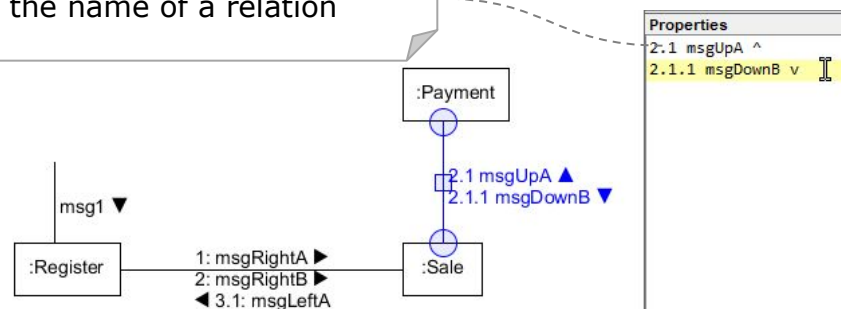 the name of a relation
Properties
2.1 msgUpA ^
2.1.1 msgDownB v
:Payment
2.1 msgUpA ▲
2.1.1 msgDownB ▼
msg1 ▼
:Register
1: msgRightA ▶
2: msgRightB ▶
◀ 3.1: msgLeftA
:Sale